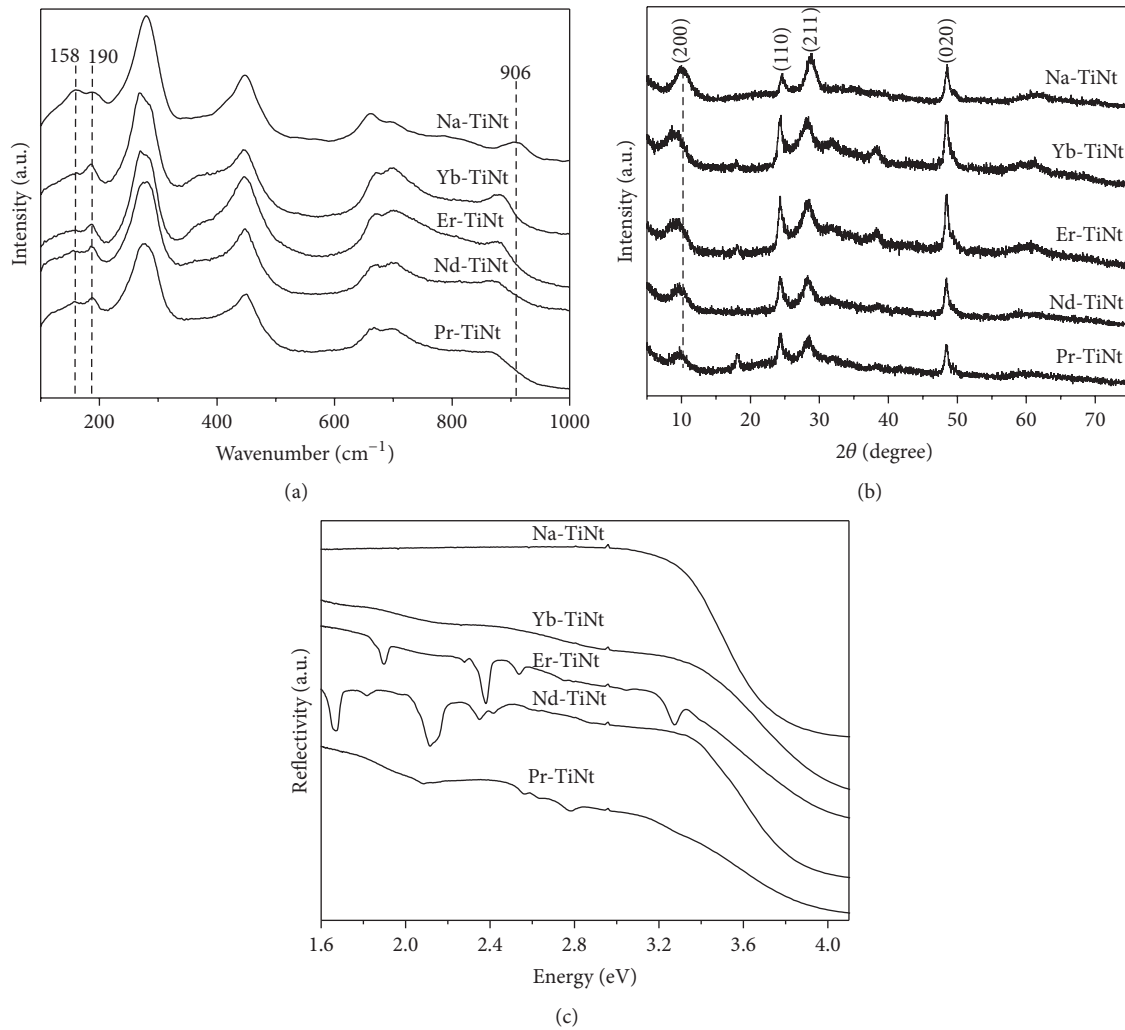 158
190
906
Na-TiNt
Yb-TiNt
Er-TiNt
Nd-TiNt
Pr-TiNt
Intensity (a.u.)
200 400 600 800 1000
Wavenumber (cm⁻¹)
(a)
(200)
(110)
(211)
(020)
Na-TiNt
Yb-TiNt
Er-TiNt
Nd-TiNt
Pr-TiNt
Intensity (a.u.)
10 20 30 40 50 60 70
2θ (degree)
(b)
Na-TiNt
Yb-TiNt
Er-TiNt
Nd-TiNt
Pr-TiNt
Reflectivity (a.u.)
1.6 2.0 2.4 2.8 3.2 3.6 4.0
Energy (eV)
(c)